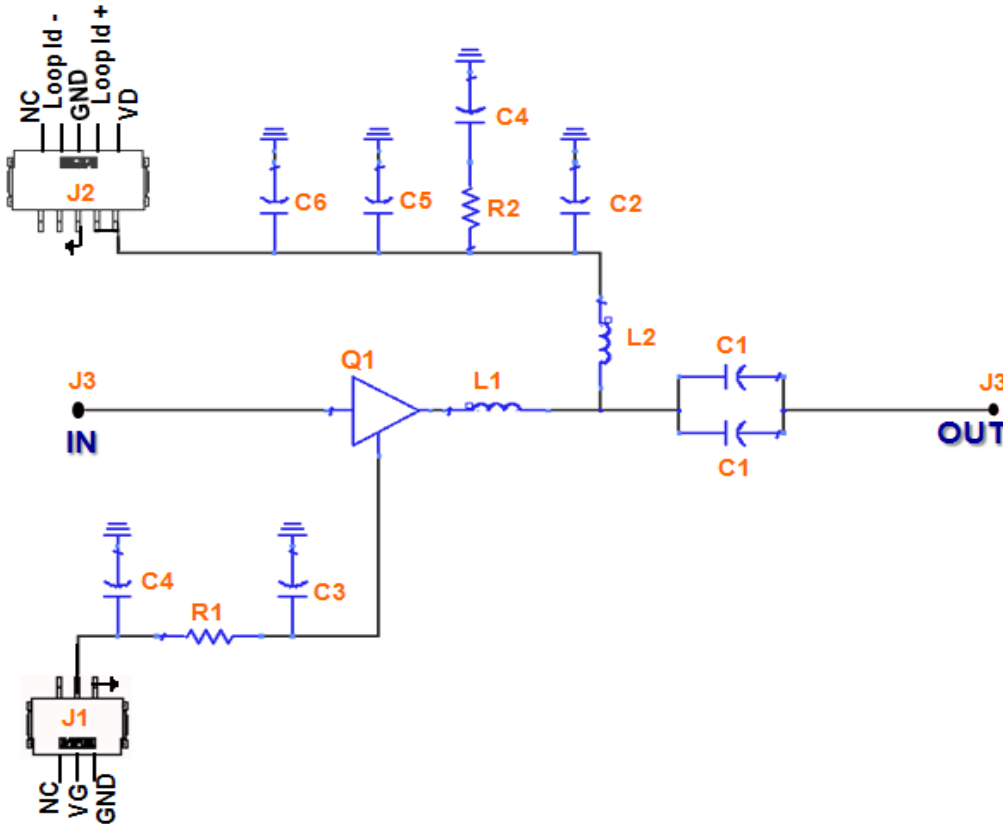 NC
Loop Id -
GND
Loop Id +
VD
J2
C6
C5
C4
R2
C2
L2
Q1
L1
C1
C1
J3
IN
J3
OUT
C4
R1
C3
J1
NC
VG
GND